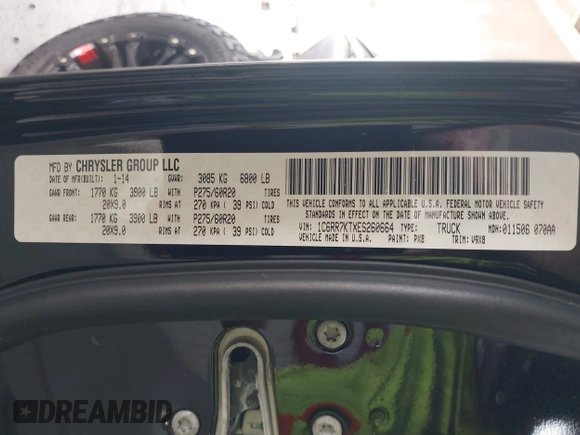 MFD BY CHRYSLER GROUP LLC
DATE OF MFR(BUILT): 1-14 GVWR: 3085 KG 6800 LB
GAWR FRONT: 1770 KG 3900 LB WITH P275/60R20 TIRES
20X9.0 RIMS AT 270 KPA ( 39 PSI) COLD
GAWR REAR: 1770 KG 3900 LB WITH P275/60R20 TIRES
20X9.0 RIMS AT 270 KPA ( 39 PSI) COLD
THIS VEHICLE CONFORMS TO ALL APPLICABLE U.S.A. FEDERAL MOTOR VEHICLE SAFETY
STANDARDS IN EFFECT ON THE DATE OF MANUFACTURE SHOWN ABOVE.
VIN: 1C6RR7KTXES260664 TYPE: TRUCK MDH: 011506 070AA
VEHICLE MADE IN U.S.A. PAINT: PX8 TRIM: V9X8
DREAMBID